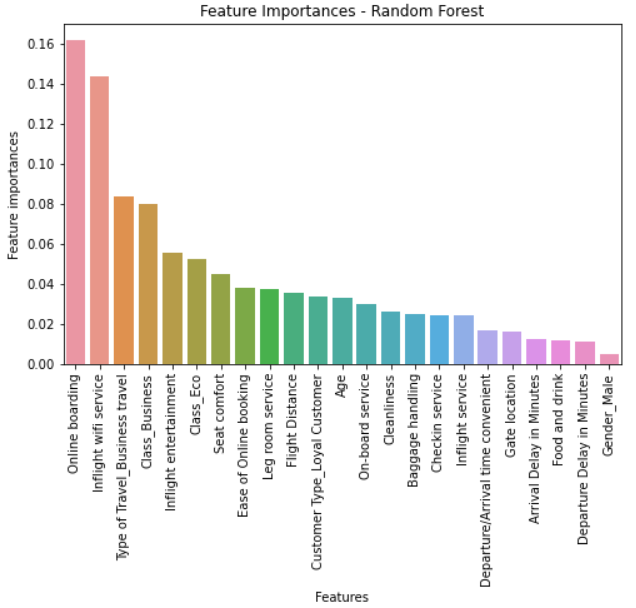 Feature Importances - Random Forest
Feature importances
0.16
0.14
0.12
0.10
0.08
0.06
0.04
0.02
0.00
Online boarding
Inflight wifi service
Type of Travel_Business travel
Class_Business
Inflight entertainment
Class_Eco
Seat comfort
Ease of Online booking
Leg room service
Flight Distance
Customer Type_Loyal Customer
Age
On-board service
Cleanliness
Baggage handling
Checkin service
Inflight service
Departure/Arrival time convenient
Gate location
Arrival Delay in Minutes
Food and drink
Departure Delay in Minutes
Gender_Male
Features